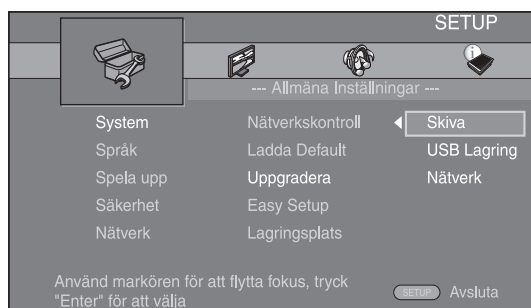 SETUP
--- Allmäna Inställningar ---
System Nätverkskontroll Skiva
Språk Ladda Default USB Lagring
Spela upp Uppgradera Nätverk
Säkerhet Easy Setup
Nätverk Lagringsplats
Använd markören för att flytta fokus, tryck
"Enter" för att välja
SETUP Avsluta